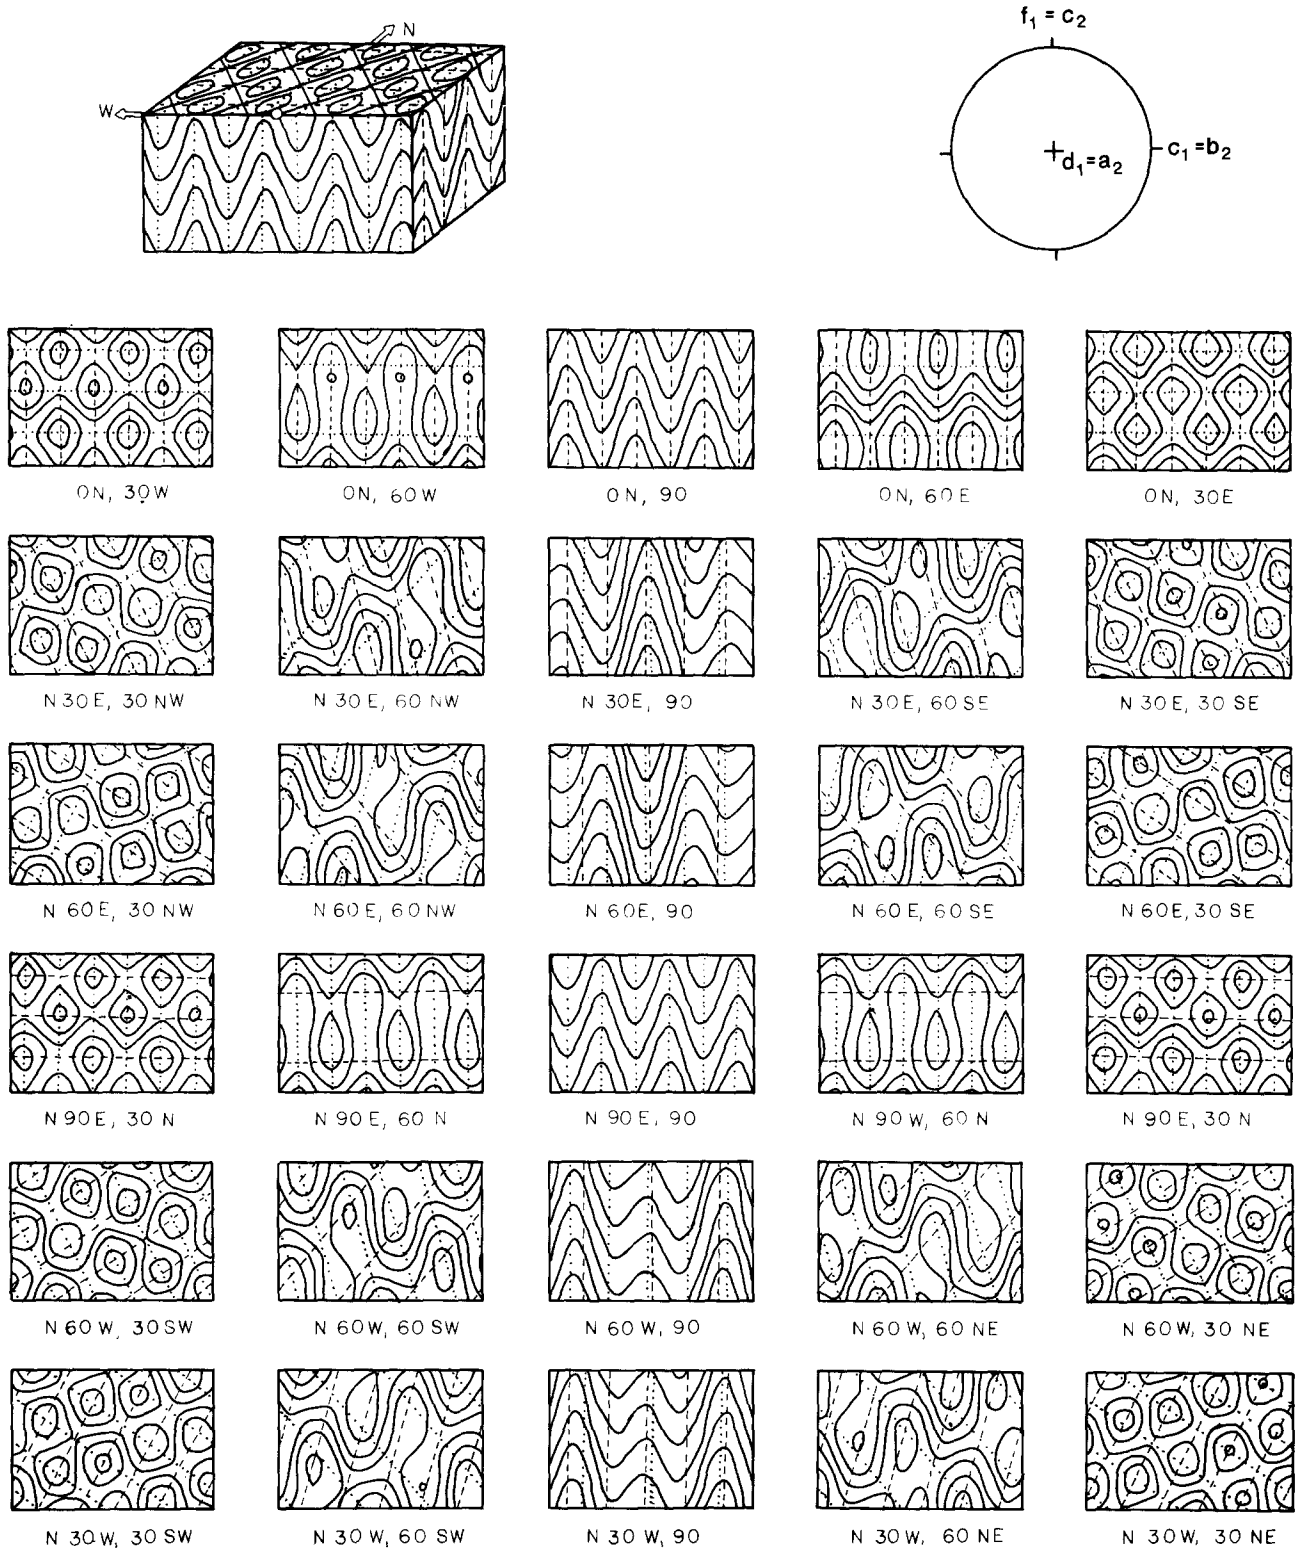 N
W
f₁ = c₂
c₁ = b₂
d₁ = a₂
0N, 30W
0N, 60W
0N, 90
0N, 60E
0N, 30E
N 30E, 30 NW
N 30E, 60 NW
N 30E, 90
N 30E, 60 SE
N 30E, 30 SE
N 60E, 30 NW
N 60E, 60 NW
N 60E, 90
N 60E, 60 SE
N 60E, 30 SE
N 90E, 30 N
N 90E, 60 N
N 90E, 90
N 90W, 60 N
N 90E, 30 N
N 60W, 30SW
N 60W, 60 SW
N 60W, 90
N 60W, 60 NE
N 60W, 30 NE
N 30W, 30 SW
N 30W, 60 SW
N 30W, 90
N 30W, 60 NE
N 30W, 30 NE